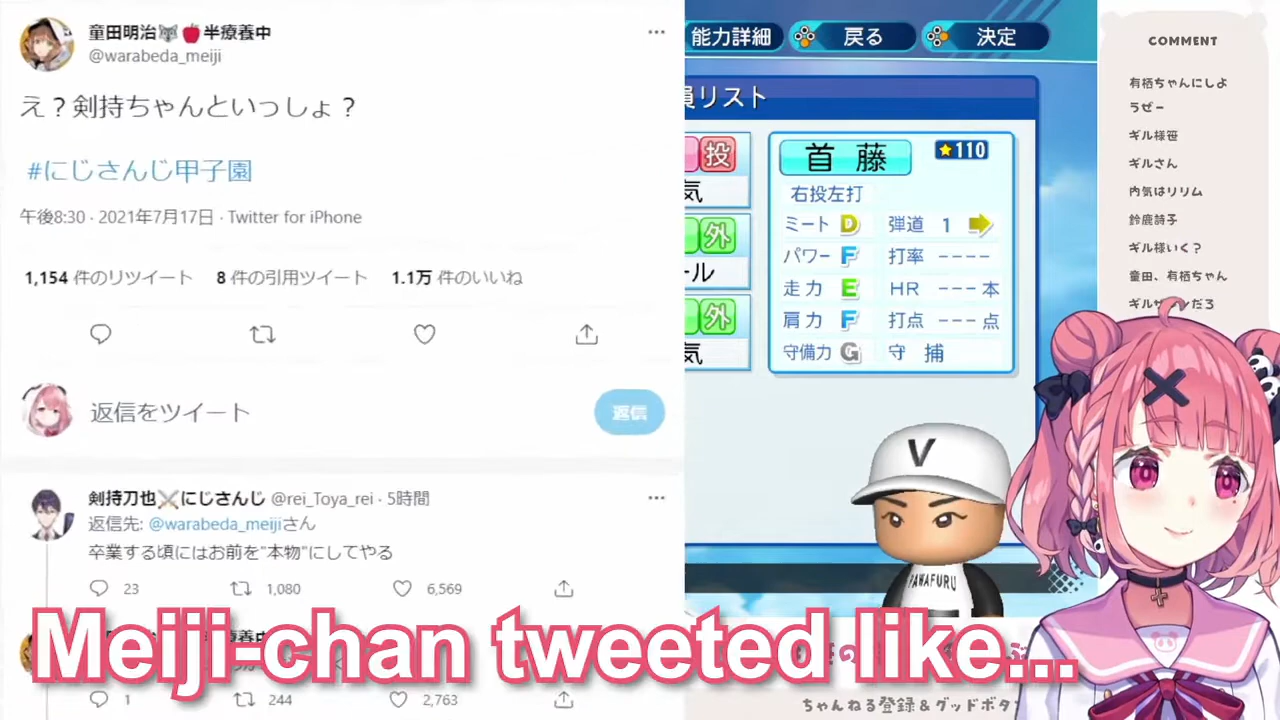 童田明治🐺🍎半療養中
@warabeda_meiji
え？剣持ちゃんといっしょ？
#にじさんじ甲子園
午後8:30 · 2021年7月17日 · Twitter for iPhone
1,154 件のリツイート 8 件の引用ツイート 1.1万 件のいいね
返信をツイート
返信
剣持刀也⚔️にじさんじ @rei_Toya_rei · 5時間
返信先: @warabeda_meijiさん
卒業する頃にはお前を"本物"にしてやる
23 1,080 6,569
1 244 2,763
能力詳細 戻る 決定
員リスト
投
気
外
ール
外
気
首藤 ★110
右投左打
ミート D 弾道 1
パワー F 打率 ----
走力 E HR ---本
肩力 F 打点 ---点
守備力 G 守 捕
V
PAWAFURU
COMMENT
有栖ちゃんにしよ
らぜー
ギル様笹
ギルさん
内気はリリム
鈴鹿詩子
ギル様いく？
童田、有栖ちゃん
Meiji-chan tweeted like...
ちゃんねる登録＆グッドボタ